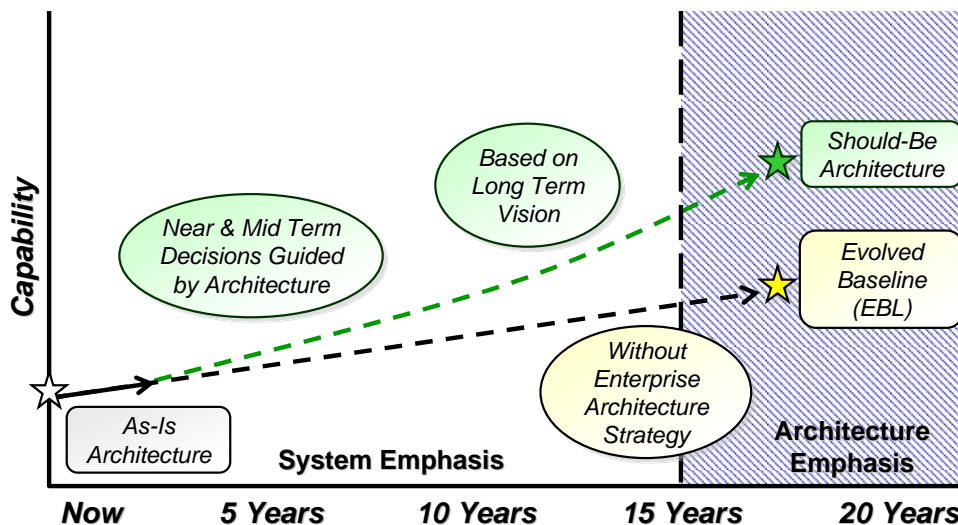 Should-Be
Architecture
Based on
Long Term
Vision
Near & Mid Term
Decisions Guided
by Architecture
Evolved
Baseline
(EBL)
Capability
Without
Enterprise
Architecture
Strategy
As-Is
Architecture
System Emphasis
Architecture
Emphasis
Now
5 Years
10 Years
15 Years
20 Years